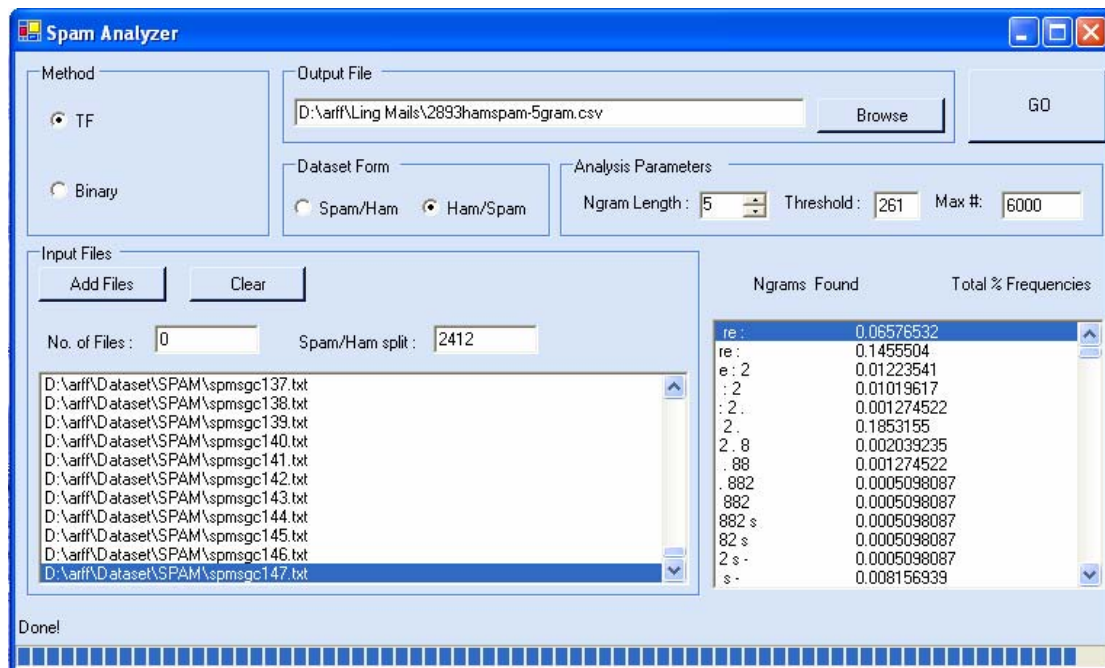 Spam Analyzer
Method
TF
Binary
Output File
D:\arff\Ling Mails\2893hamspam-5gram.csv
Browse
GO
Dataset Form
Spam/Ham
Ham/Spam
Analysis Parameters
Ngram Length : 5
Threshold : 261
Max #: 6000
Input Files
Add Files
Clear
No. of Files : 0
Spam/Ham split : 2412
D:\arff\Dataset\SPAM\spmsgc137.txt
D:\arff\Dataset\SPAM\spmsgc138.txt
D:\arff\Dataset\SPAM\spmsgc139.txt
D:\arff\Dataset\SPAM\spmsgc140.txt
D:\arff\Dataset\SPAM\spmsgc141.txt
D:\arff\Dataset\SPAM\spmsgc142.txt
D:\arff\Dataset\SPAM\spmsgc143.txt
D:\arff\Dataset\SPAM\spmsgc144.txt
D:\arff\Dataset\SPAM\spmsgc145.txt
D:\arff\Dataset\SPAM\spmsgc146.txt
D:\arff\Dataset\SPAM\spmsgc147.txt
Ngrams Found Total % Frequencies
re : 0.06576532
re : 0.1455504
e : 2 0.01223541
: 2 0.01019617
: 2 . 0.001274522
2 . 0.1853155
2 . 8 0.002039235
. 88 0.001274522
. 882 0.0005098087
882 0.0005098087
882 s 0.0005098087
82 s 0.0005098087
2 s - 0.0005098087
s - 0.008156939
Done!